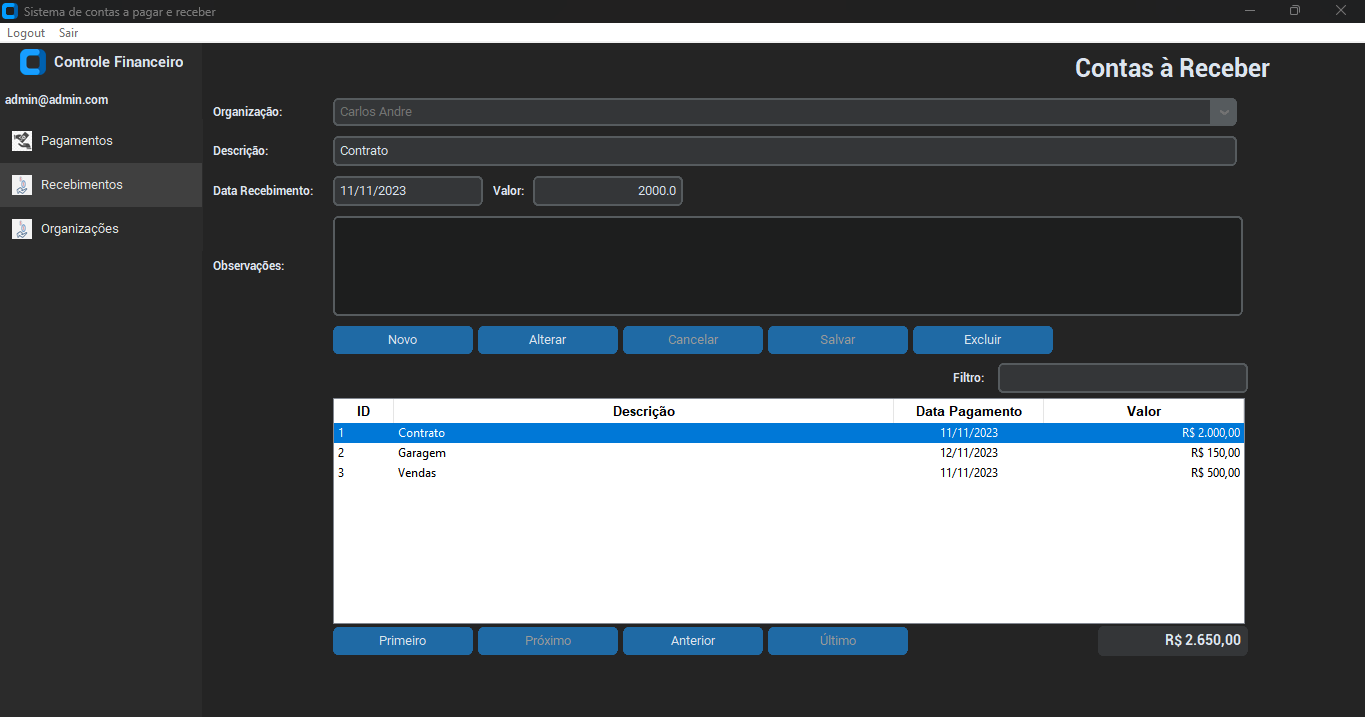 Sistema de contas a pagar e receber
Logout Sair
Controle Financeiro
admin@admin.com
Pagamentos
Recebimentos
Organizações
Contas à Receber
Organização: Carlos Andre
Descrição: Contrato
Data Recebimento: 11/11/2023 Valor: 2000.0
Observações:
Novo Alterar Cancelar Salvar Excluir
Filtro:
ID Descrição Data Pagamento Valor
1 Contrato 11/11/2023 R$ 2.000,00
2 Garagem 12/11/2023 R$ 150,00
3 Vendas 11/11/2023 R$ 500,00
Primeiro Próximo Anterior Último R$ 2.650,00